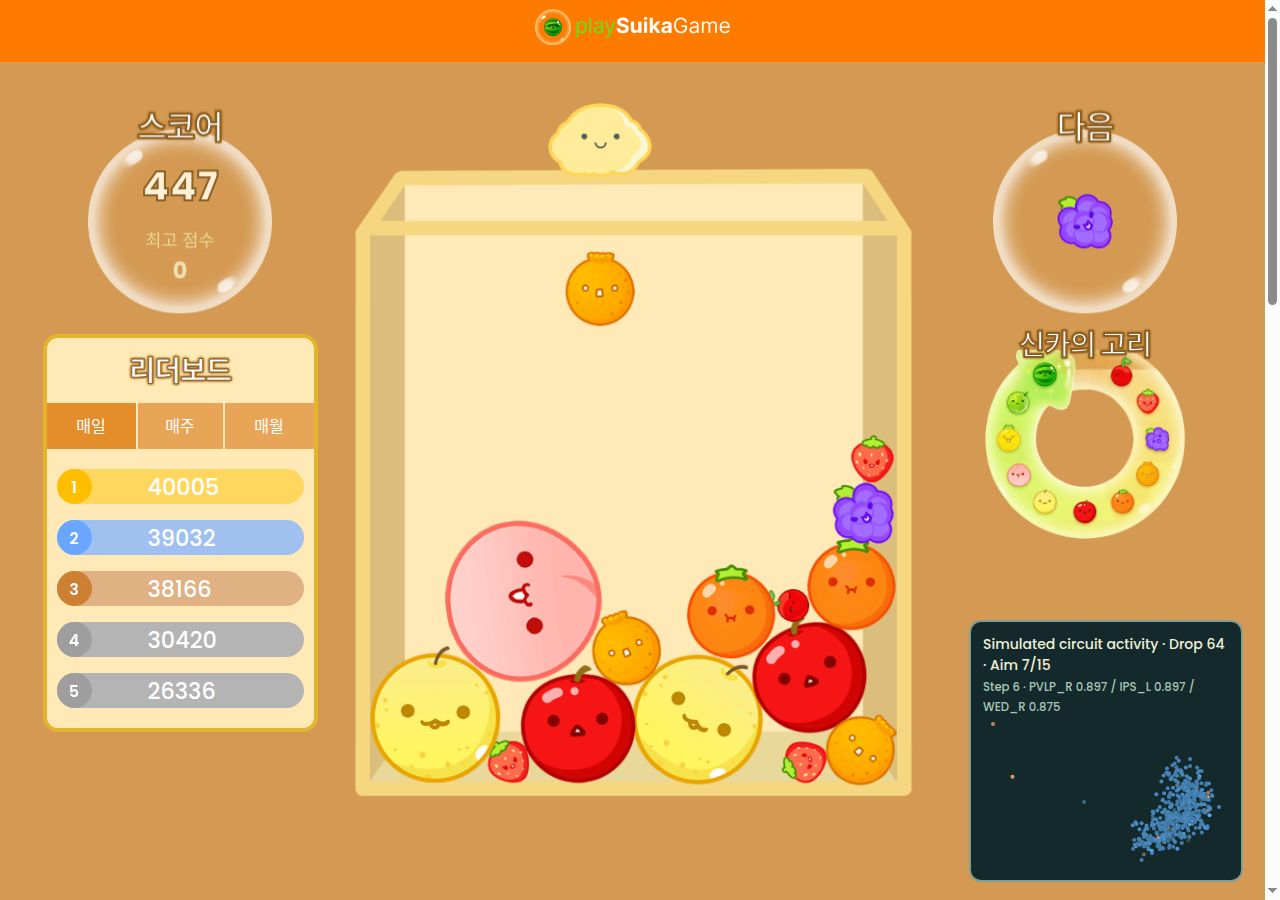 playSuikaGame
스코어
447
최고 점수
0
다음
신카의 고리
리더보드
매일 매주 매월
1 40005
2 39032
3 38166
4 30420
5 26336
Simulated circuit activity · Drop 64
· Aim 7/15
Step 6 · PVLP_R 0.897 / IPS_L 0.897 /
WED_R 0.875